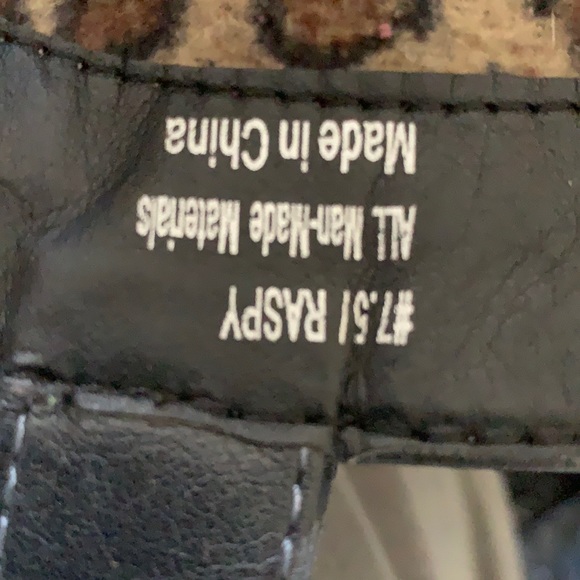 #7.5/ RASPY
ALL Man-Made Materials
Made in China